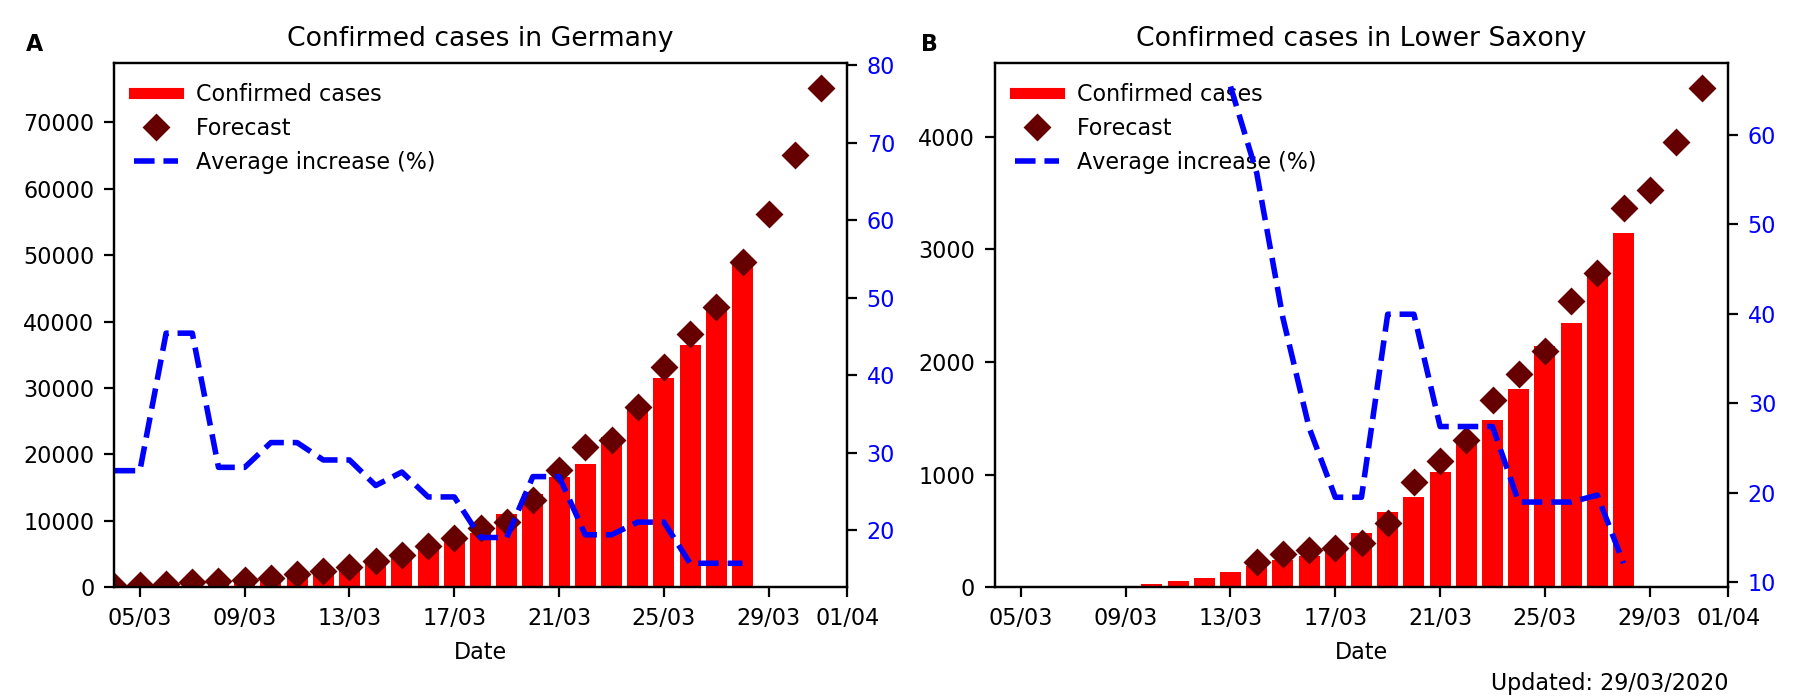 A
Confirmed cases in Germany
Confirmed cases
Forecast
Average increase (%)
70000
60000
50000
40000
30000
20000
10000
0
80
70
60
50
40
30
20
05/03 09/03 13/03 17/03 21/03 25/03 29/03 01/04
Date
B
Confirmed cases in Lower Saxony
Confirmed cases
Forecast
Average increase (%)
4000
3000
2000
1000
0
60
50
40
30
20
10
05/03 09/03 13/03 17/03 21/03 25/03 29/03 01/04
Date
Updated: 29/03/2020